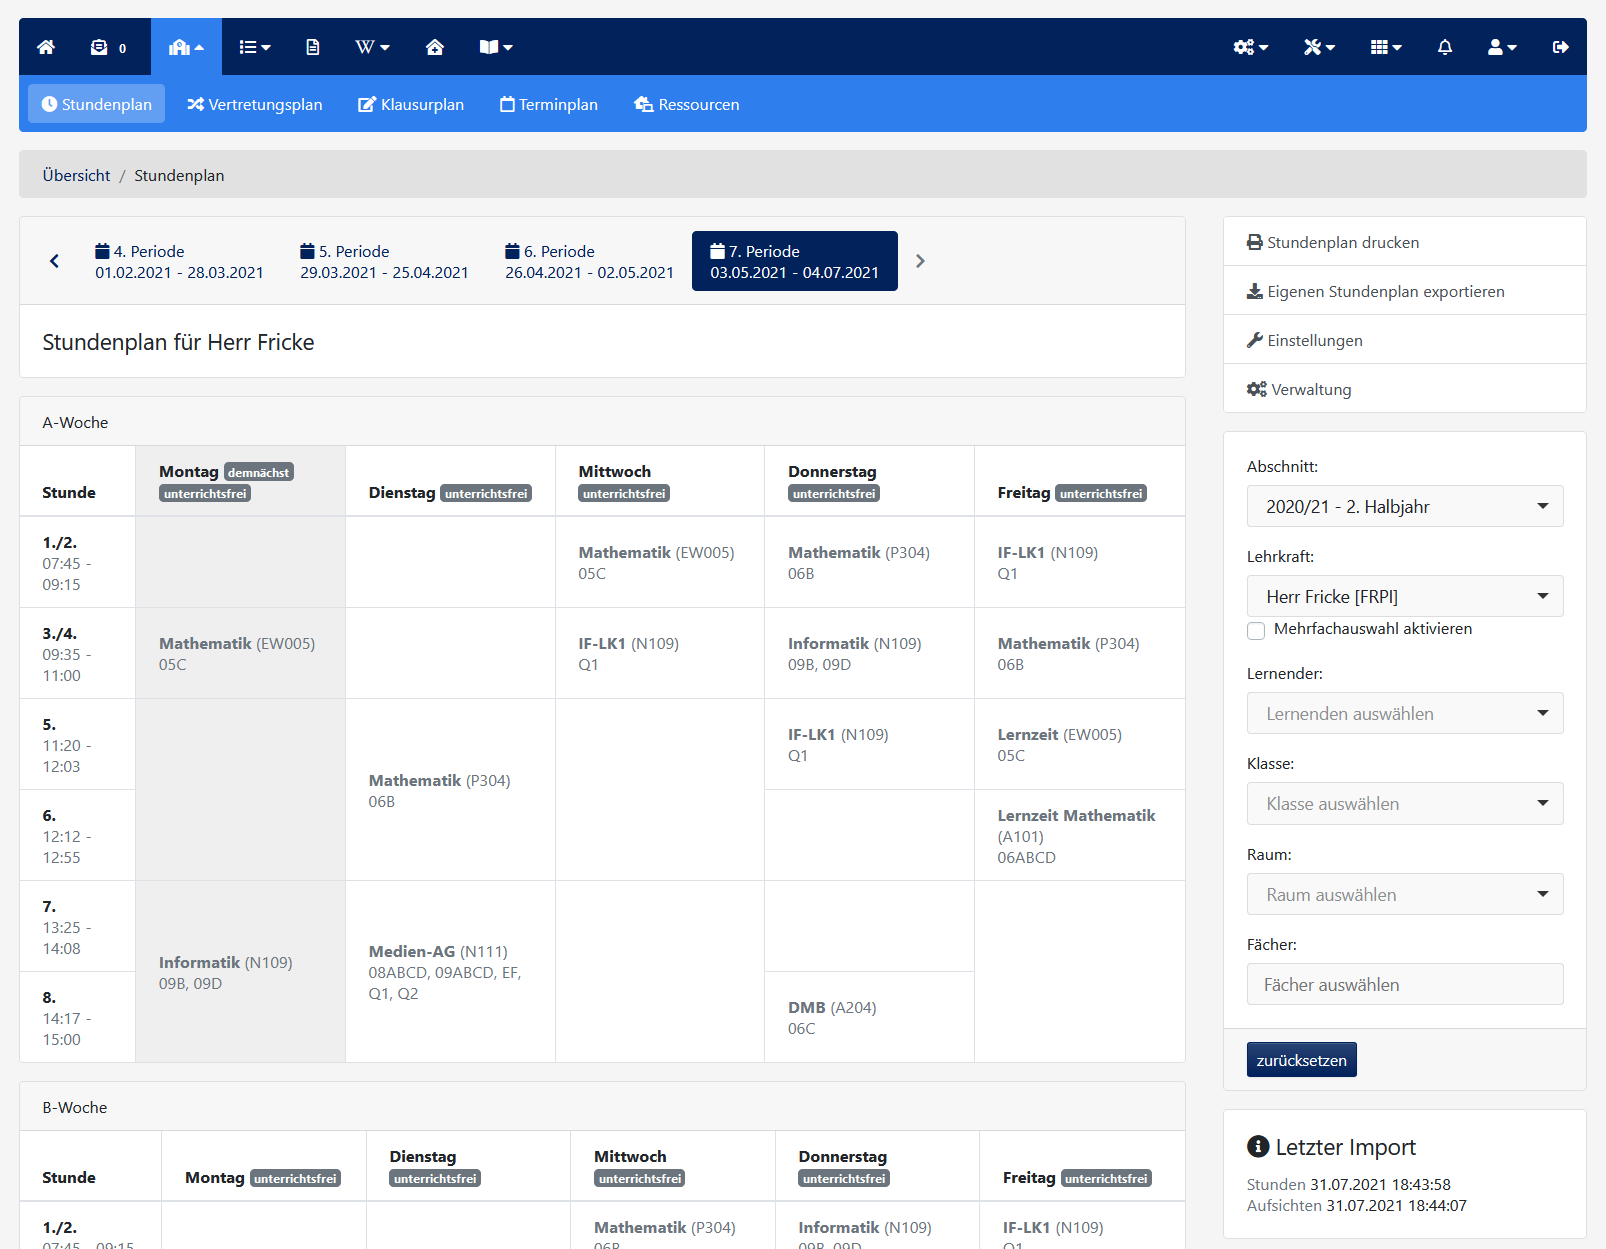 0
Stundenplan
Vertretungsplan
Klausurplan
Terminplan
Ressourcen
Übersicht / Stundenplan
4. Periode
01.02.2021 - 28.03.2021
5. Periode
29.03.2021 - 25.04.2021
6. Periode
26.04.2021 - 02.05.2021
7. Periode
03.05.2021 - 04.07.2021
Stundenplan für Herr Fricke
A-Woche
Stunde
Montag demnächst
unterrichtsfrei
Dienstag unterrichtsfrei
Mittwoch
unterrichtsfrei
Donnerstag
unterrichtsfrei
Freitag unterrichtsfrei
1./2.
07:45 -
09:15
Mathematik (EW005)
05C
Mathematik (P304)
06B
IF-LK1 (N109)
Q1
3./4.
09:35 -
11:00
Mathematik (EW005)
05C
IF-LK1 (N109)
Q1
Informatik (N109)
09B, 09D
Mathematik (P304)
06B
5.
11:20 -
12:03
Mathematik (P304)
06B
IF-LK1 (N109)
Q1
Lernzeit (EW005)
05C
6.
12:12 -
12:55
Lernzeit Mathematik
(A101)
06ABCD
7.
13:25 -
14:08
Informatik (N109)
09B, 09D
Medien-AG (N111)
08ABCD, 09ABCD, EF,
Q1, Q2
8.
14:17 -
15:00
DMB (A204)
06C
B-Woche
Stunde
Montag unterrichtsfrei
Dienstag
unterrichtsfrei
Mittwoch
unterrichtsfrei
Donnerstag
unterrichtsfrei
Freitag unterrichtsfrei
1./2.
07:45 - 09:15
Mathematik (P304)
06B
Informatik (N109)
09B, 09D
IF-LK1 (N109)
Q1
Stundenplan drucken
Eigenen Stundenplan exportieren
Einstellungen
Verwaltung
Abschnitt:
2020/21 - 2. Halbjahr
Lehrkraft:
Herr Fricke [FRPI]
Mehrfachauswahl aktivieren
Lernender:
Lernenden auswählen
Klasse:
Klasse auswählen
Raum:
Raum auswählen
Fächer:
Fächer auswählen
zurücksetzen
Letzter Import
Stunden 31.07.2021 18:43:58
Aufsichten 31.07.2021 18:44:07